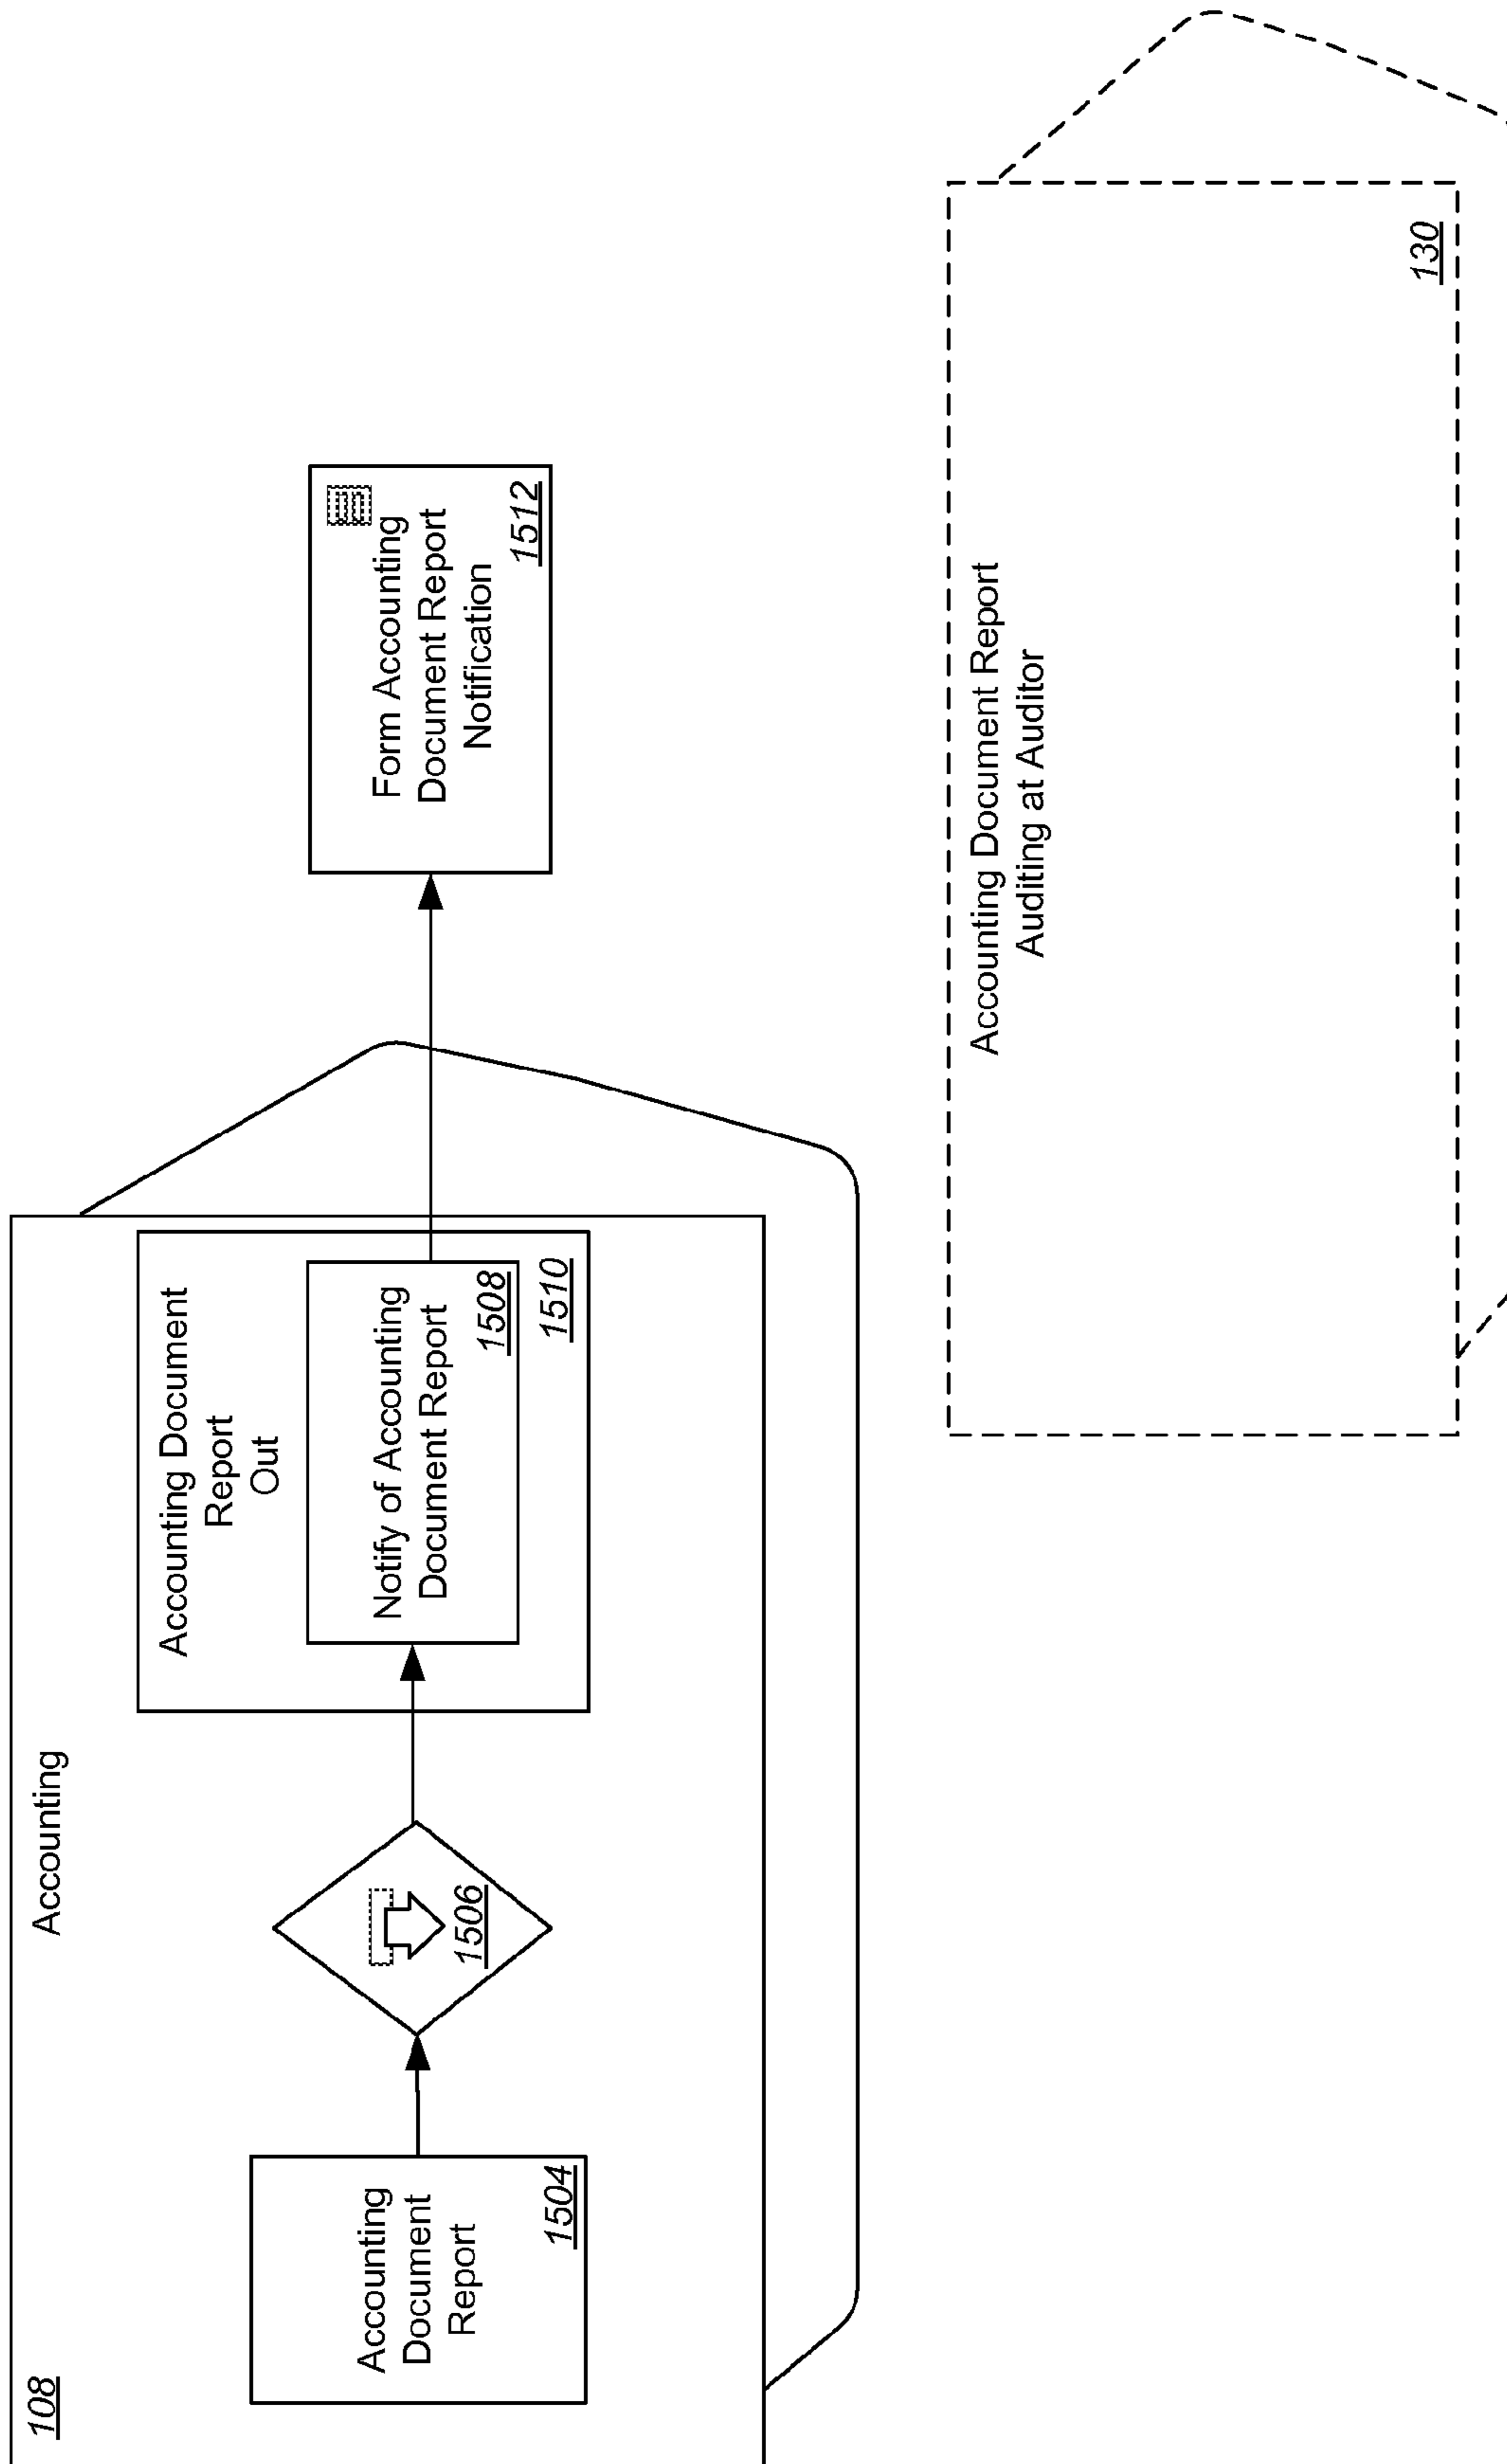 108
Accounting
Accounting
Document
Report
1504
1506
Accounting Document
Report
Out
Notify of Accounting
Document Report
1508
1510
Form Accounting
Document Report
Notification
1512
Accounting Document Report
Auditing at Auditor
130